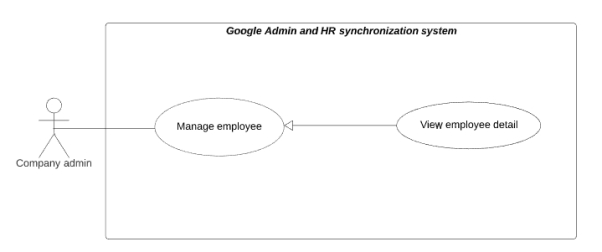 Google Admin and HR synchronization system
Manage employee
View employee detail
Company admin